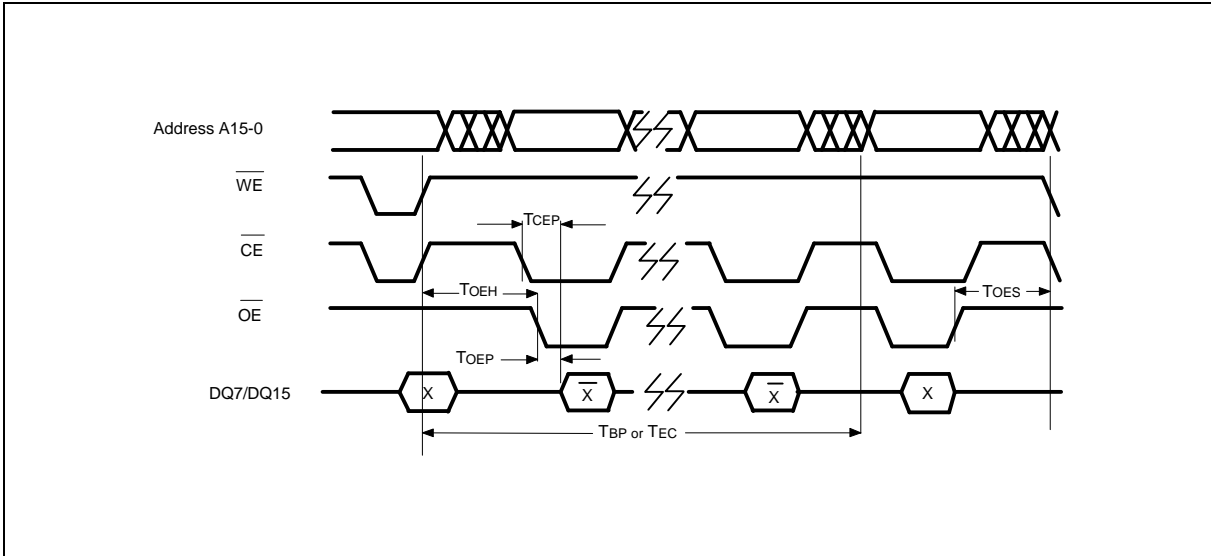 Address A15-0
WE
TCEP
CE
TOEH
TOES
OE
TOEP
DQ7/DQ15
X
X
X
X
TBP or TEC